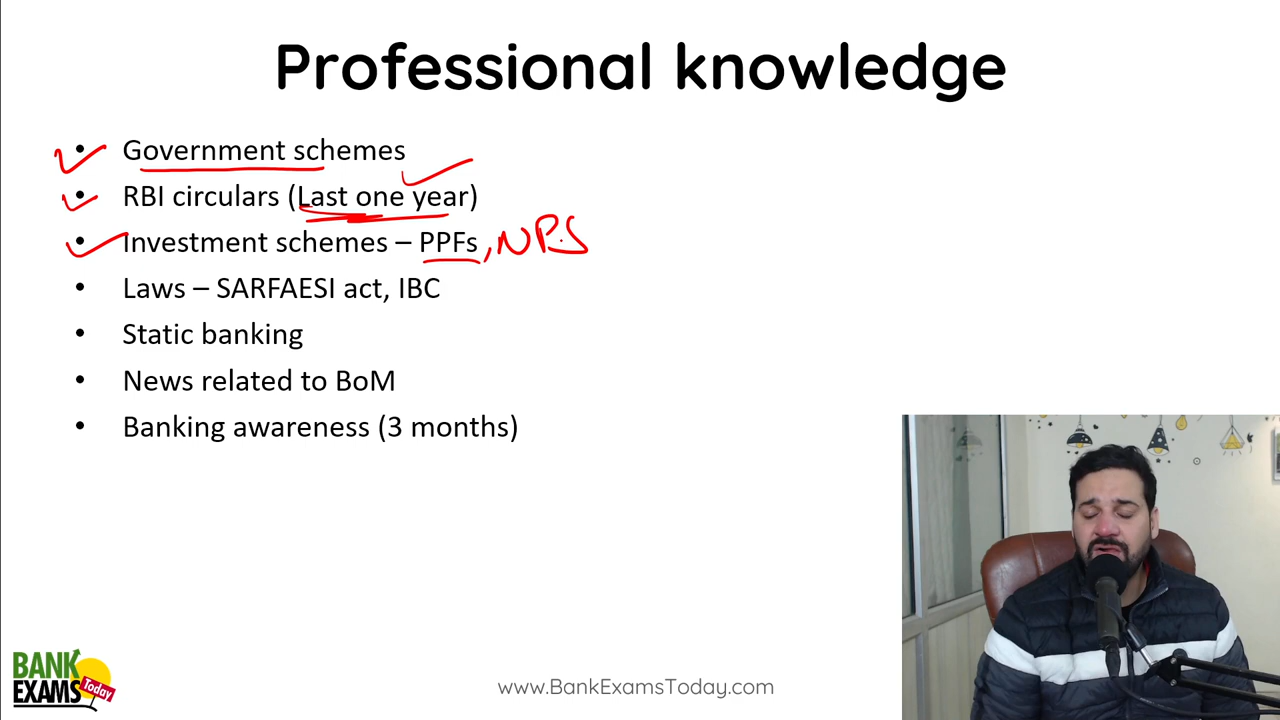 Professional knowledge
• Government schemes
• RBI circulars (Last one year)
• Investment schemes – PPFs, NPS
• Laws – SARFAESI act, IBC
• Static banking
• News related to BoM
• Banking awareness (3 months)
BANK
EXAMS Today
www.BankExamsToday.com